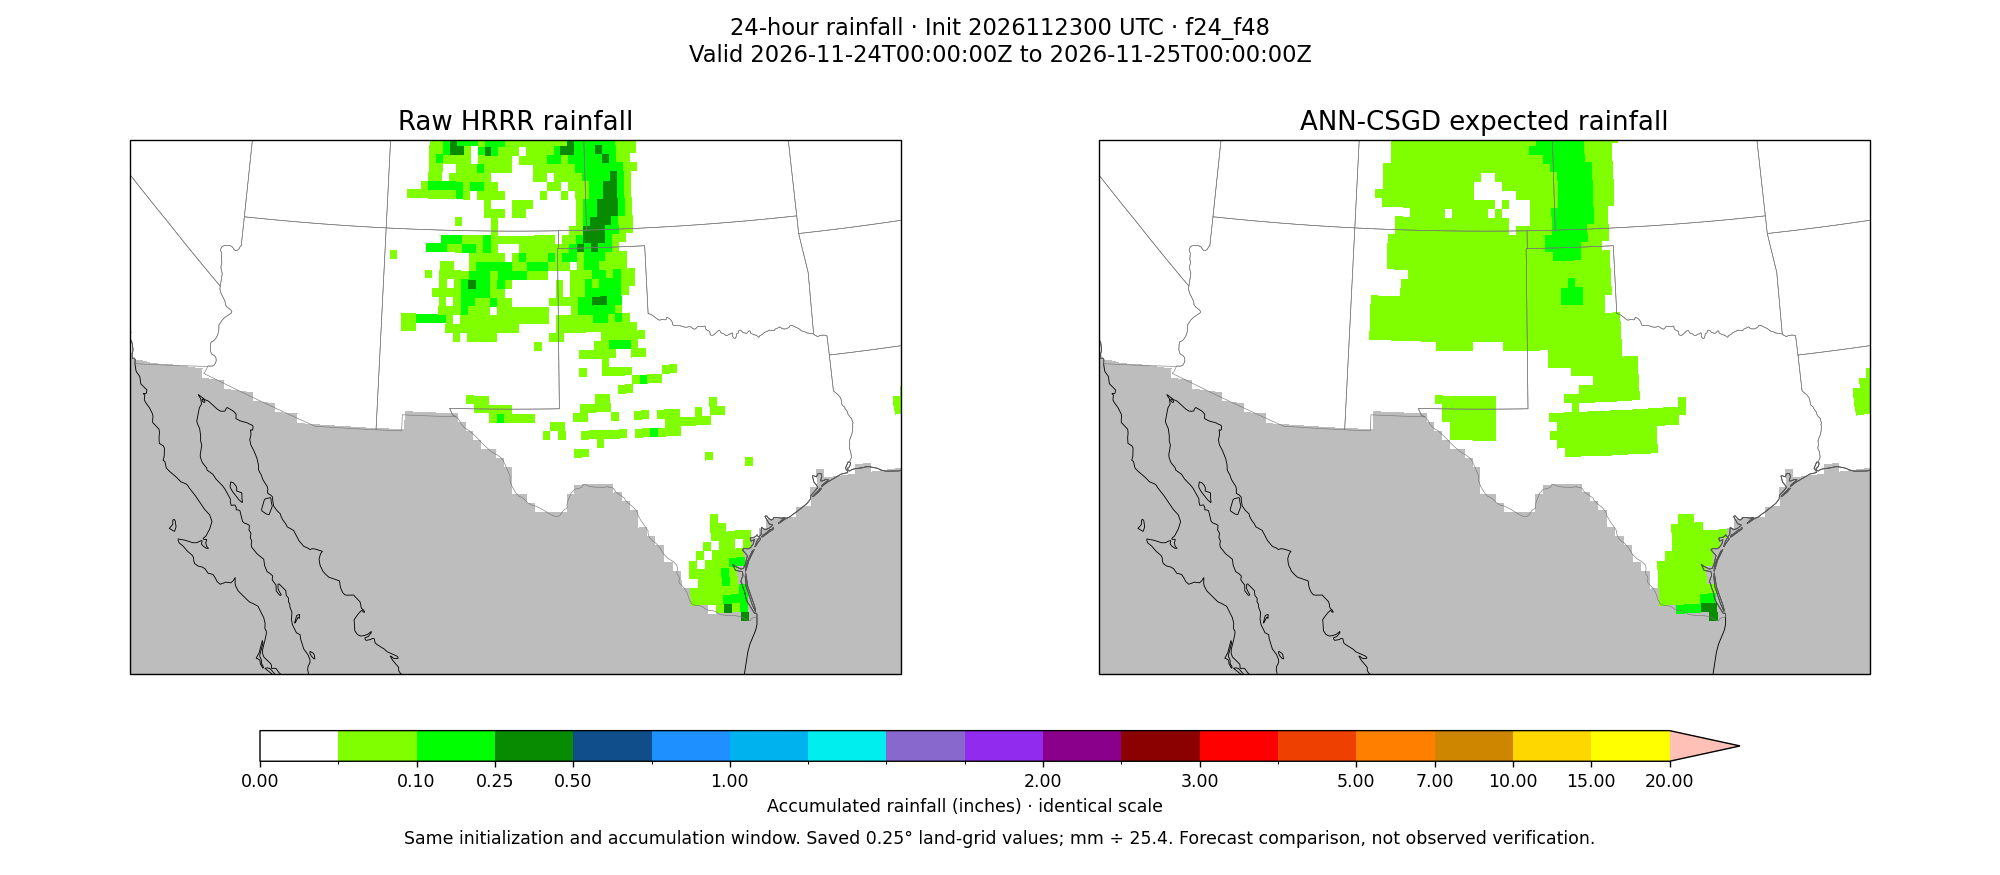 24-hour rainfall · Init 2026112300 UTC · f24_f48
Valid 2026-11-24T00:00:00Z to 2026-11-25T00:00:00Z
Raw HRRR rainfall
ANN-CSGD expected rainfall
0.00 0.10 0.25 0.50 1.00 2.00 3.00 5.00 7.00 10.00 15.00 20.00
Accumulated rainfall (inches) · identical scale
Same initialization and accumulation window. Saved 0.25° land-grid values; mm ÷ 25.4. Forecast comparison, not observed verification.